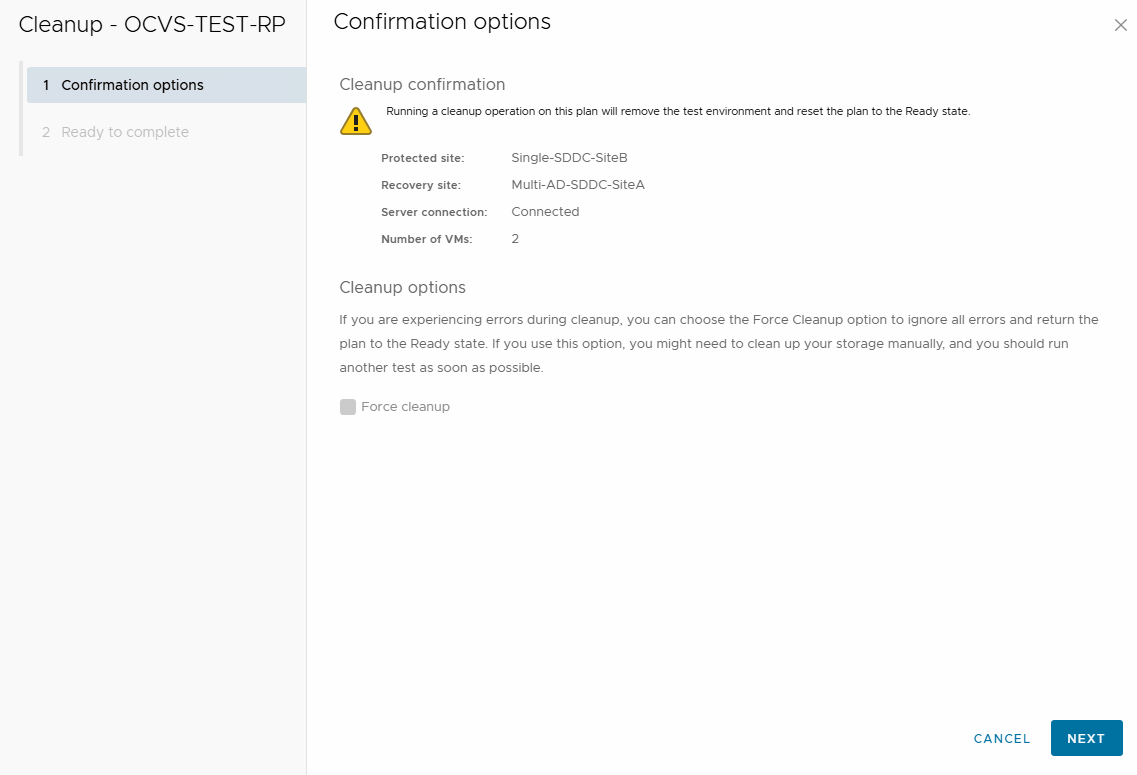 Cleanup - OCVS-TEST-RP
1 Confirmation options
2 Ready to complete
Confirmation options
Cleanup confirmation
Running a cleanup operation on this plan will remove the test environment and reset the plan to the Ready state.
Protected site: Single-SDDC-SiteB
Recovery site: Multi-AD-SDDC-SiteA
Server connection: Connected
Number of VMs: 2
Cleanup options
If you are experiencing errors during cleanup, you can choose the Force Cleanup option to ignore all errors and return the
plan to the Ready state. If you use this option, you might need to clean up your storage manually, and you should run
another test as soon as possible.
Force cleanup
CANCEL NEXT